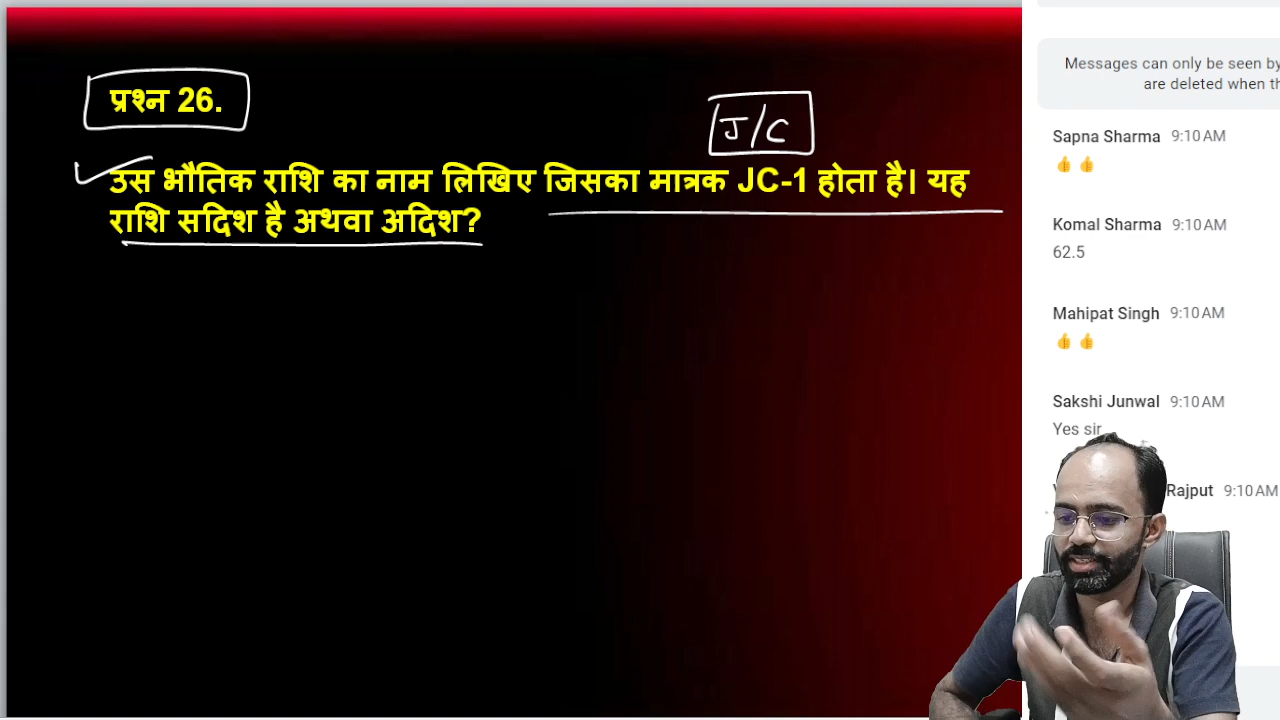 प्रश्न 26.
J/C
उस भौतिक राशि का नाम लिखिए जिसका मात्रक JC-1 होता है। यह
राशि सदिश है अथवा अदिश?
Messages can only be seen by
are deleted when th
Sapna Sharma 9:10 AM
👍 👍
Komal Sharma 9:10 AM
62.5
Mahipat Singh 9:10 AM
👍 👍
Sakshi Junwal 9:10 AM
Yes sir
Rajput 9:10 AM